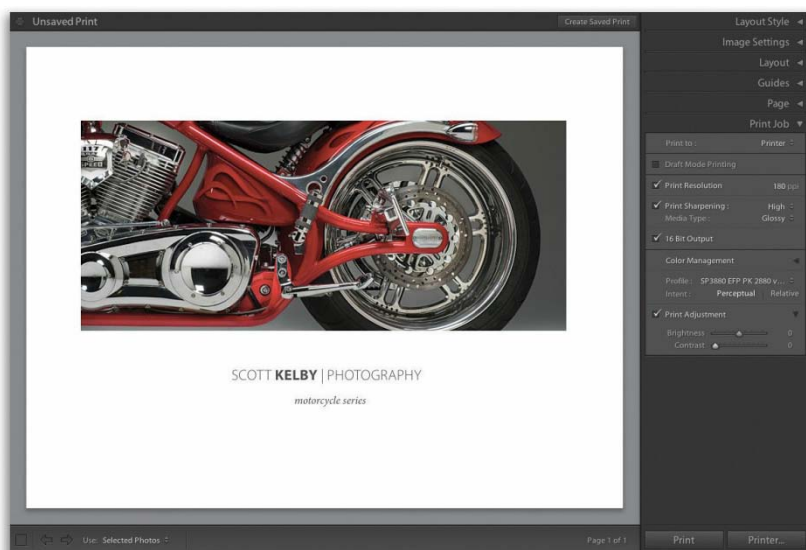 Unsaved Print
Create Saved Print
117
SPEED
SCOTT KELBY | PHOTOGRAPHY
motorcycle series
Use: Selected Photos
Page 1 of 1
Layout Style
Image Settings
Layout
Guides
Page
Print Job
Print to : Printer
Draft Mode Printing
Print Resolution 180 ppi
Print Sharpening : High
Media Type : Glossy
16 Bit Output
Color Management
Profile : SP3880 EFP PK 2880 v...
Intent : Perceptual Relative
Print Adjustment
Brightness 0
Contrast 0
Print Printer...